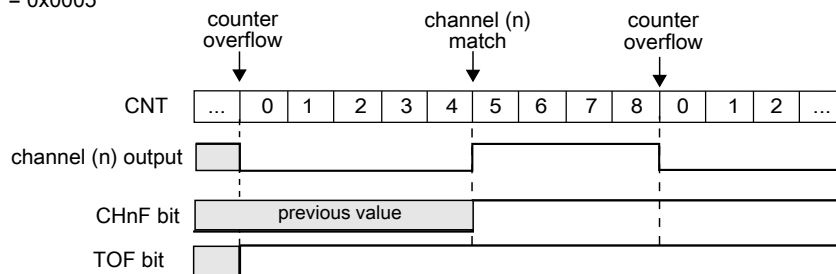 = 0x0005
counter overflow
channel (n) match
counter overflow
CNT ... 0 1 2 3 4 5 6 7 8 0 1 2 ...
channel (n) output
CHnF bit previous value
TOF bit